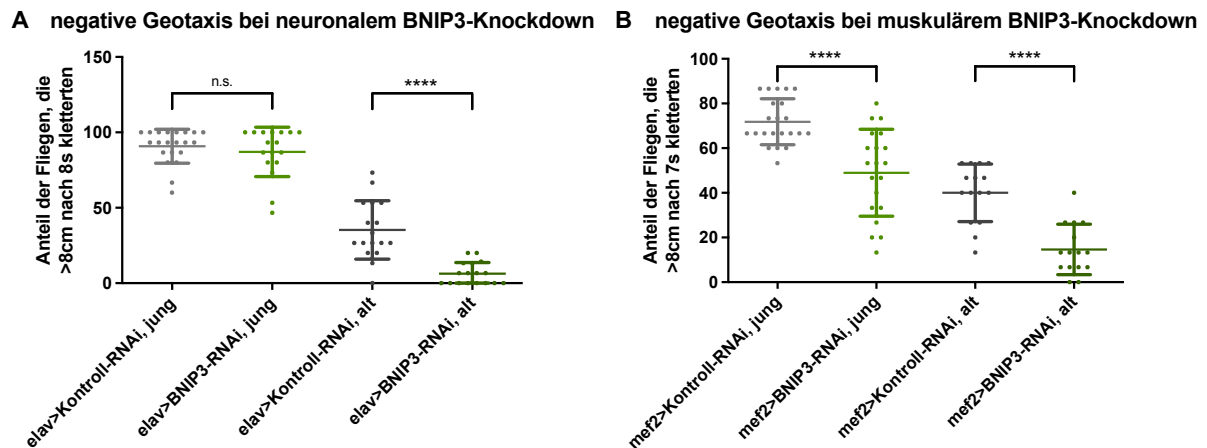 A negative Geotaxis bei neuronalem BNIP3-Knockdown
Anteil der Fliegen, die
>8cm nach 8s kletterten
150
100
50
0
n.s.
****
elav>Kontroll-RNAi, jung
elav>BNIP3-RNAi, jung
elav>Kontroll-RNAi, alt
elav>BNIP3-RNAi, alt
B negative Geotaxis bei muskulärem BNIP3-Knockdown
Anteil der Fliegen, die
>8cm nach 7s kletterten
100
80
60
40
20
0
****
****
mef2>Kontroll-RNAi, jung
mef2>BNIP3-RNAi, jung
mef2>Kontroll-RNAi, alt
mef2>BNIP3-RNAi, alt